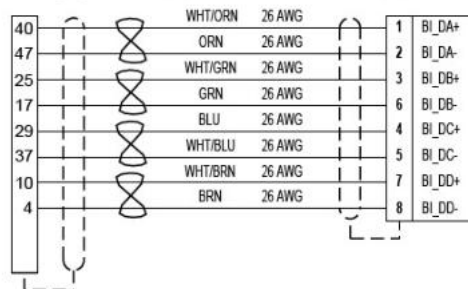 WHT/ORN 26 AWG
40 1 BI_DA+
ORN 26 AWG
47 2 BI_DA-
WHT/GRN 26 AWG
25 3 BI_DB+
GRN 26 AWG
17 6 BI_DB-
BLU 26 AWG
29 4 BI_DC+
WHT/BLU 26 AWG
37 5 BI_DC-
WHT/BRN 26 AWG
10 7 BI_DD+
BRN 26 AWG
4 8 BI_DD-